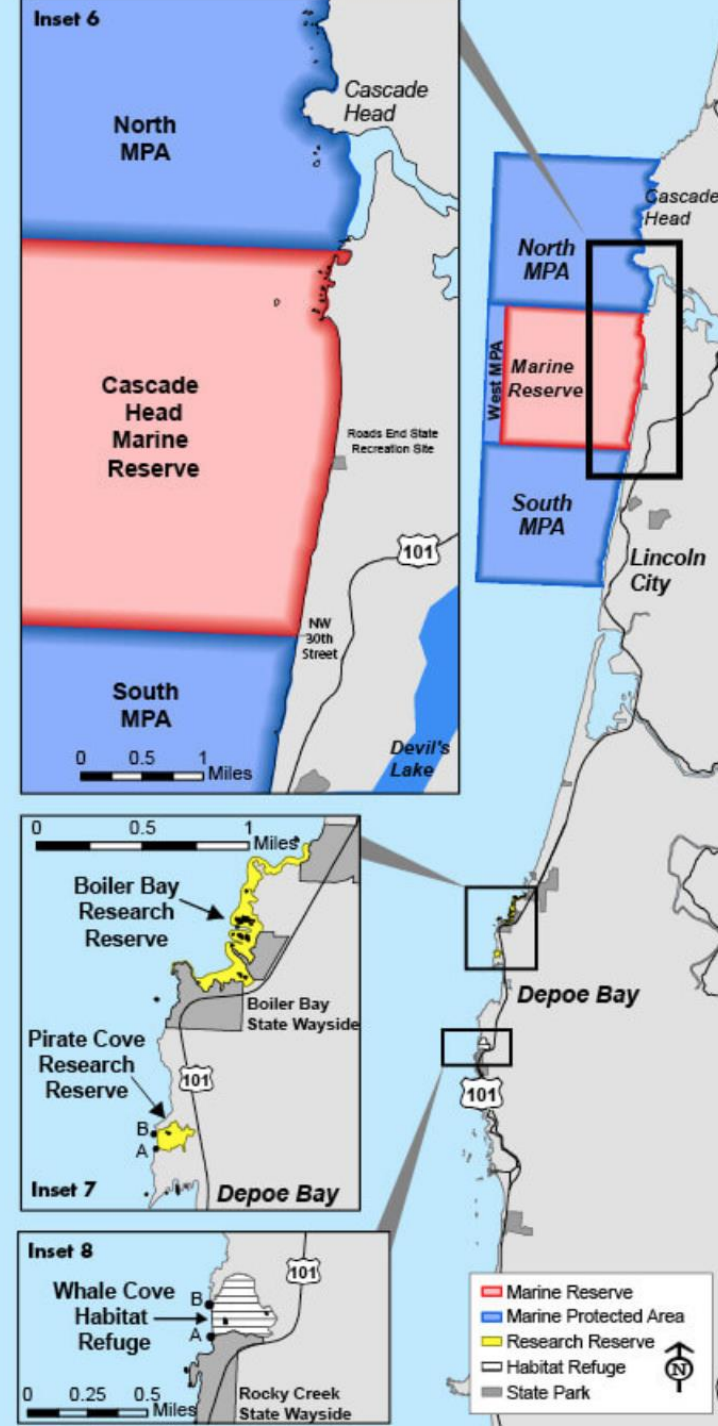 Inset 6
North
MPA
Cascade
Head
Cascade
Head
Marine
Reserve
Roads End State
Recreation Site
101
NW
30th
Street
South
MPA
0 0.5 1
Miles
Devil's
Lake
Cascade
Head
North
MPA
West MPA
Marine
Reserve
South
MPA
Lincoln
City
Depoe Bay
101
0 0.5 1
Miles
Boiler Bay
Research
Reserve
Boiler Bay
State Wayside
Pirate Cove
Research
Reserve
101
B
A
Inset 7
Depoe Bay
Inset 8
101
Whale Cove
Habitat
Refuge
B
A
0 0.25 0.5
Miles
Rocky Creek
State Wayside
Marine Reserve
Marine Protected Area
Research Reserve
Habitat Refuge
State Park
N